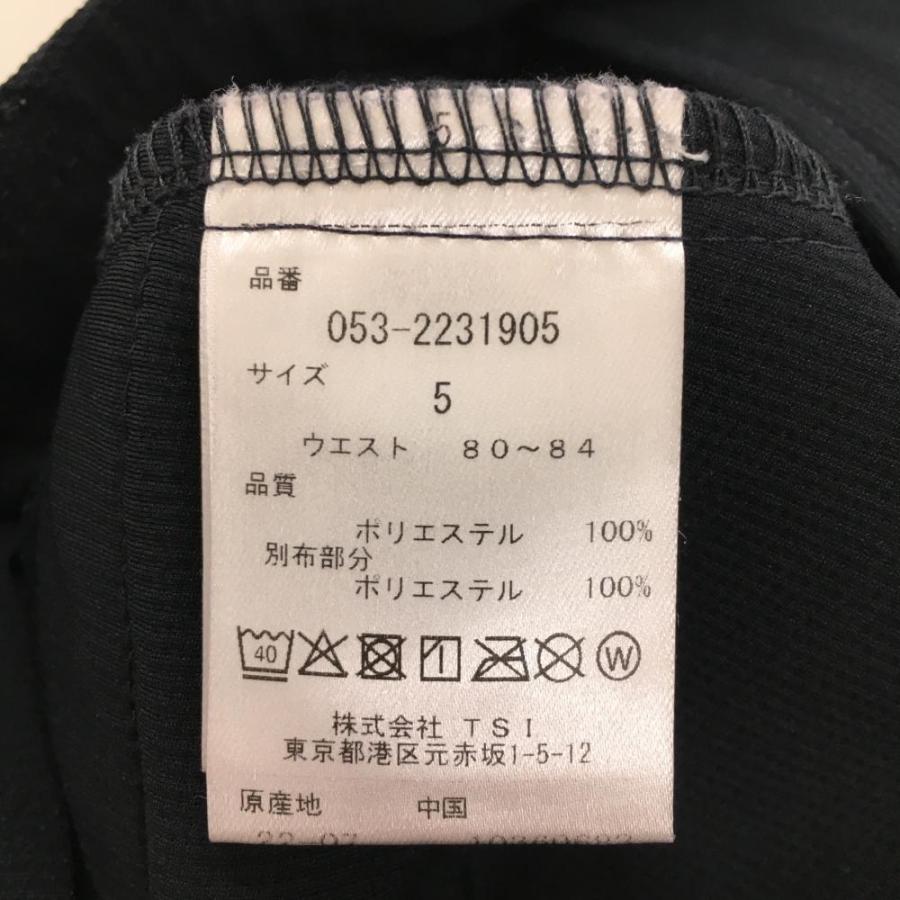 5
品番
053-2231905
サイズ
5
ウエスト 80～84
品質
ポリエステル 100%
別布部分
ポリエステル 100%
40
W
株式会社 TSI
東京都港区元赤坂1-5-12
原産地 中国